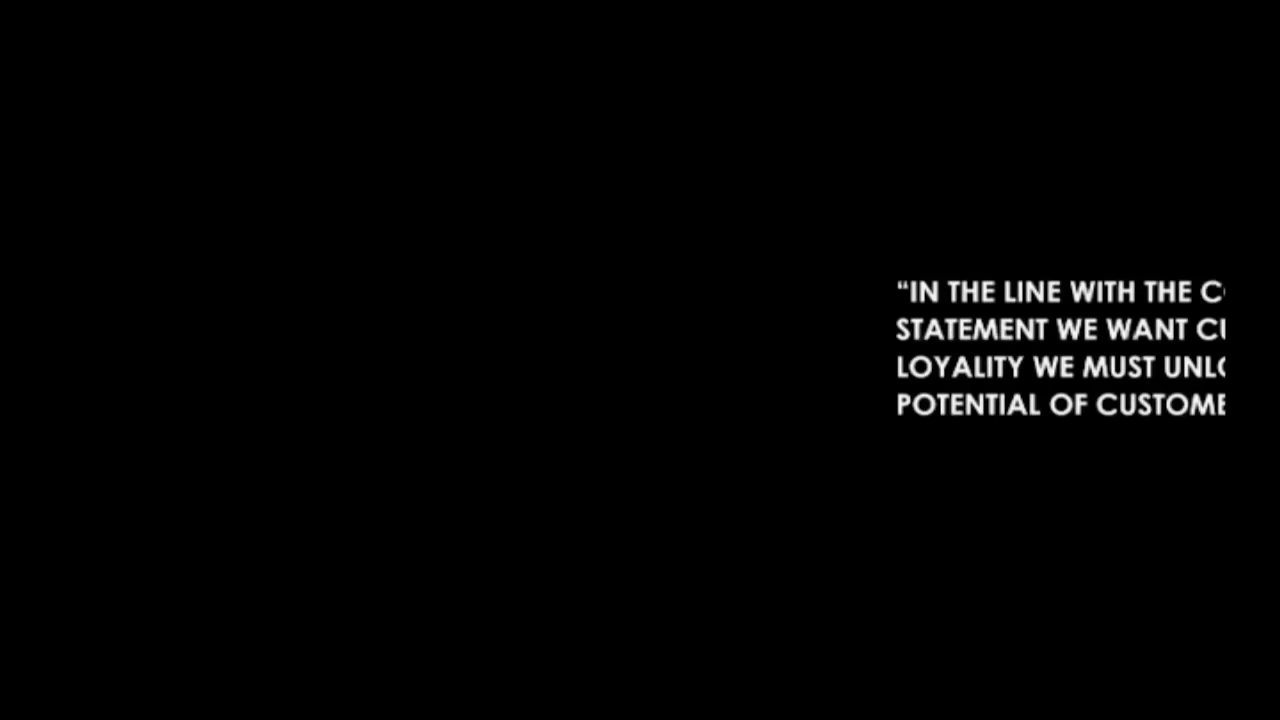 “IN THE LINE WITH THE
STATEMENT WE WANT
LOYALITY WE MUST
POTENTIAL OF